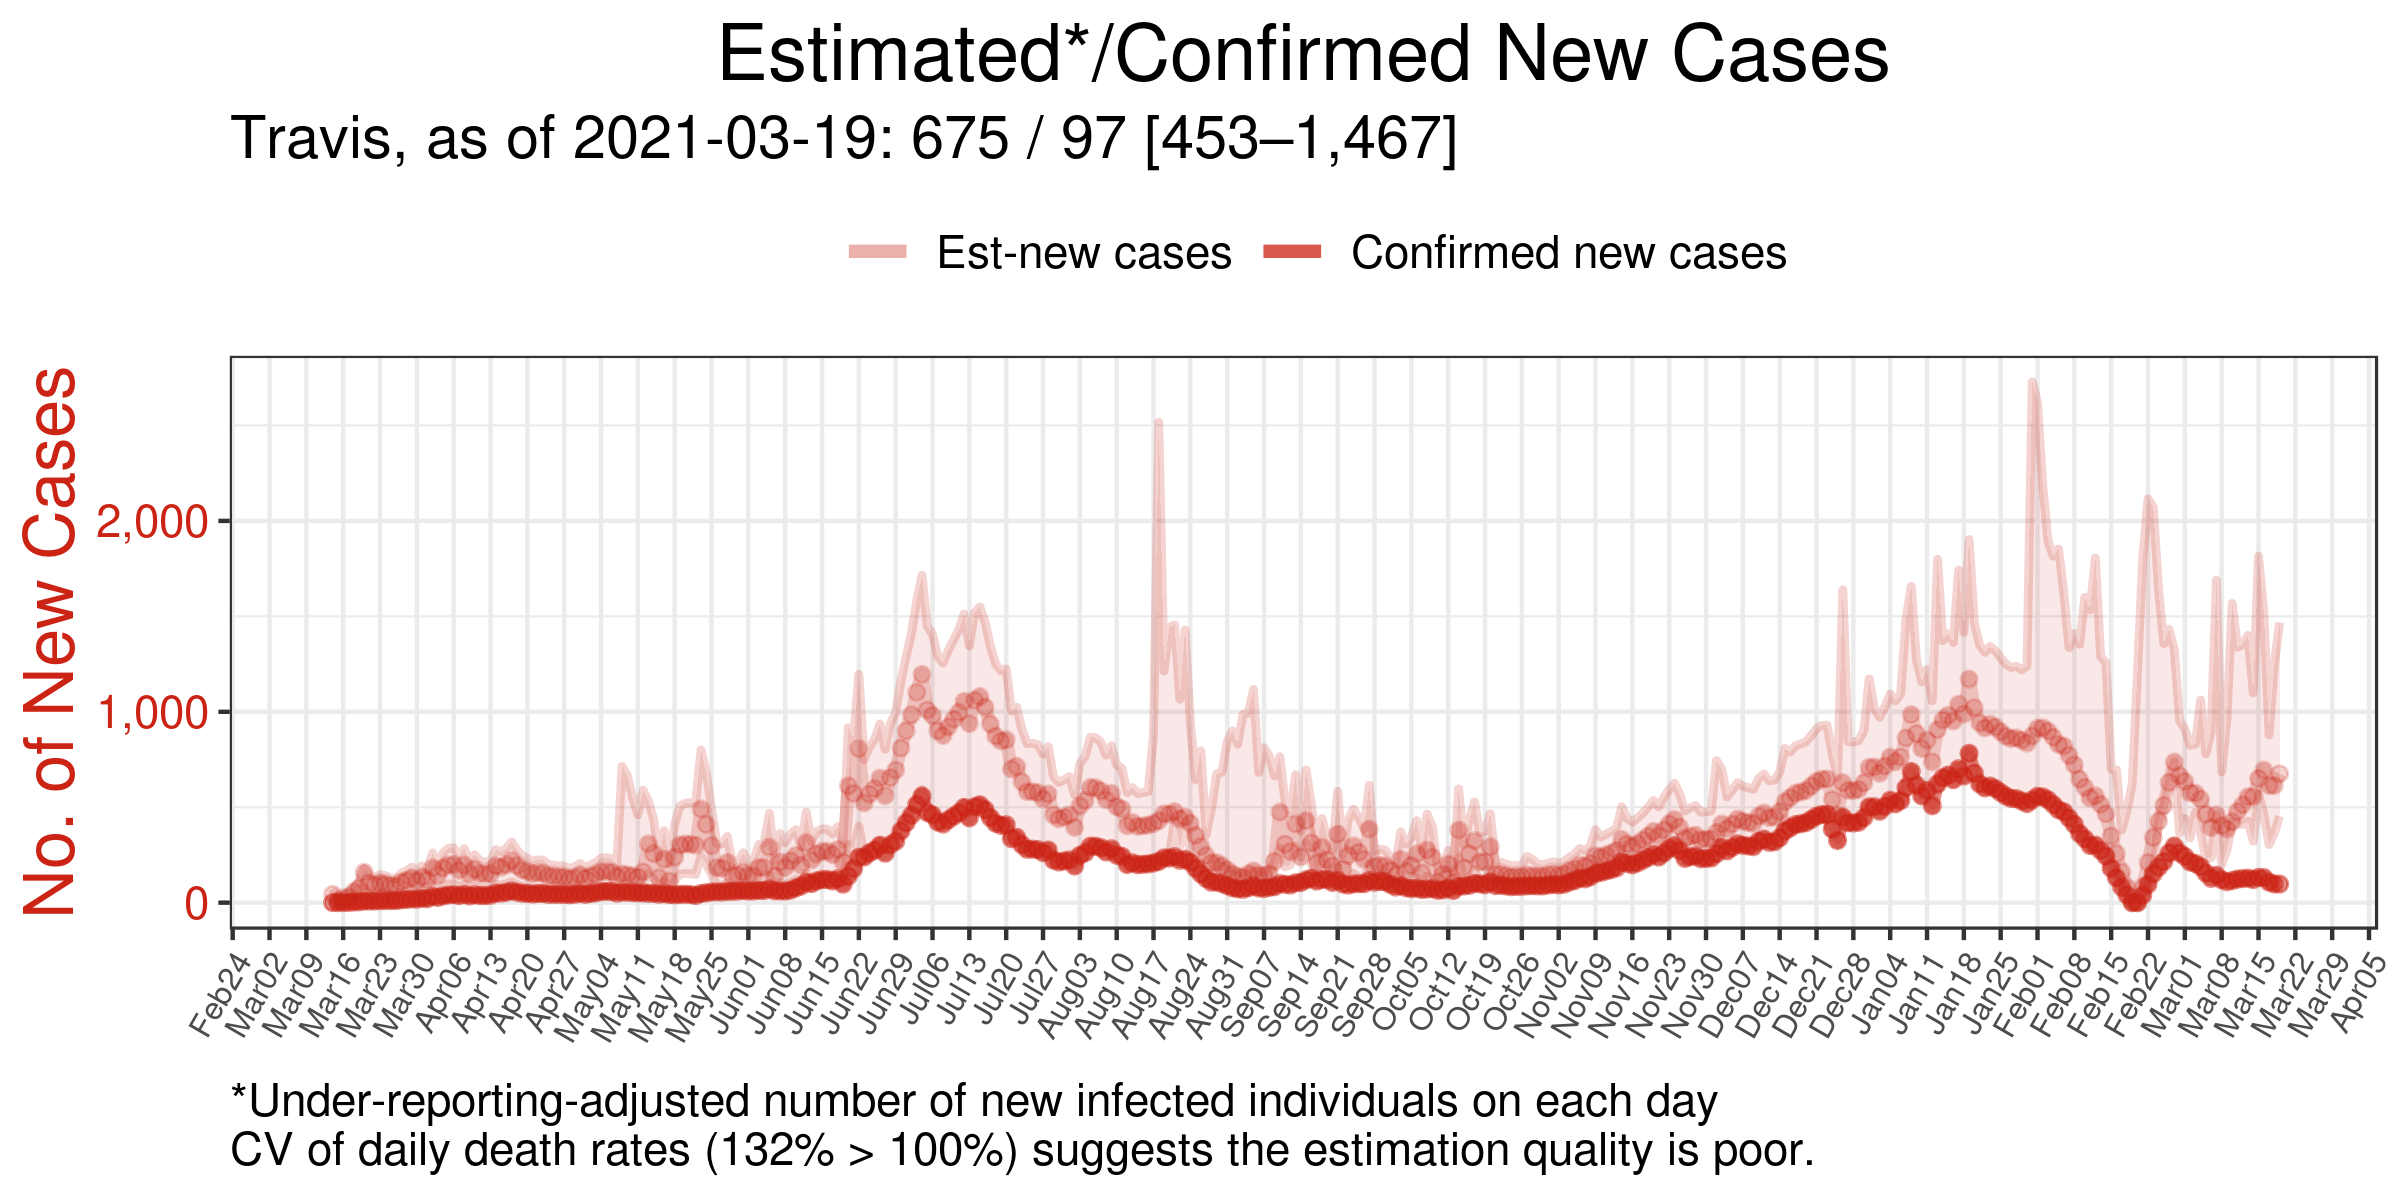 Estimated*/Confirmed New Cases
Travis, as of 2021-03-19: 675 / 97 [453–1,467]
Est-new cases Confirmed new cases
No. of New Cases
2,000
1,000
0
Feb24 Mar02 Mar09 Mar16 Mar23 Mar30 Apr06 Apr13 Apr20 Apr27 May04 May11 May18 May25 Jun01 Jun08 Jun15 Jun22 Jun29 Jul06 Jul13 Jul20 Jul27 Aug03 Aug10 Aug17 Aug24 Aug31 Sep07 Sep14 Sep21 Sep28 Oct05 Oct12 Oct19 Oct26 Nov02 Nov09 Nov16 Nov23 Nov30 Dec07 Dec14 Dec21 Dec28 Jan04 Jan11 Jan18 Jan25 Feb01 Feb08 Feb15 Feb22 Mar01 Mar08 Mar15 Mar22 Mar29 Apr05
*Under-reporting-adjusted number of new infected individuals on each day
CV of daily death rates (132% > 100%) suggests the estimation quality is poor.